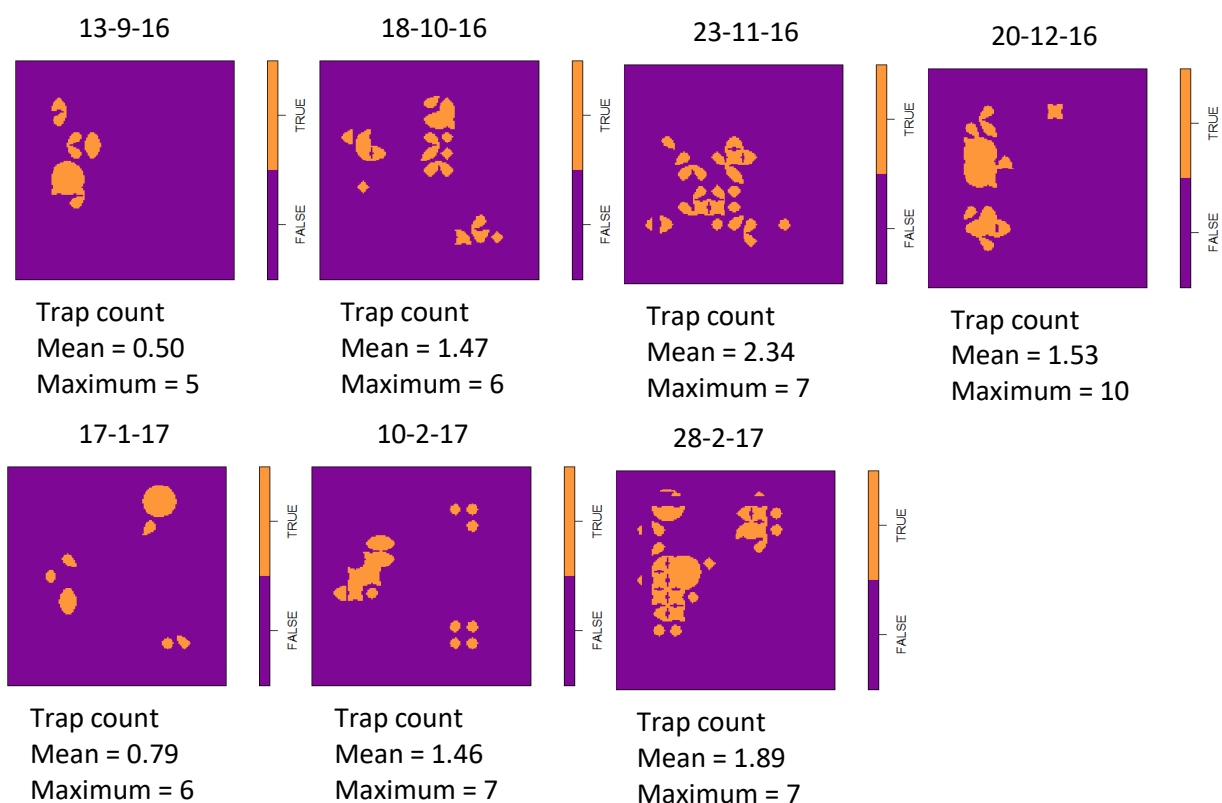 13-9-16
18-10-16
23-11-16
20-12-16
TRUE
FALSE
TRUE
FALSE
TRUE
FALSE
TRUE
FALSE
Trap count
Mean = 0.50
Maximum = 5
Trap count
Mean = 1.47
Maximum = 6
Trap count
Mean = 2.34
Maximum = 7
Trap count
Mean = 1.53
Maximum = 10
17-1-17
10-2-17
28-2-17
TRUE
FALSE
TRUE
FALSE
TRUE
FALSE
Trap count
Mean = 0.79
Maximum = 6
Trap count
Mean = 1.46
Maximum = 7
Trap count
Mean = 1.89
Maximum = 7